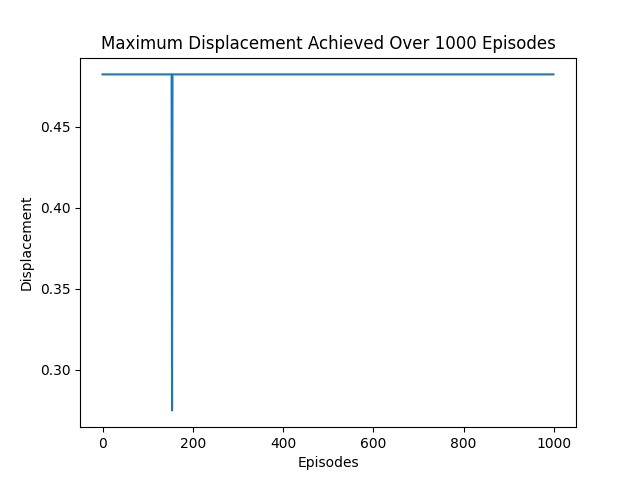 Maximum Displacement Achieved Over 1000 Episodes
0.45
0.40
0.35
0.30
Displacement
0 200 400 600 800 1000
Episodes